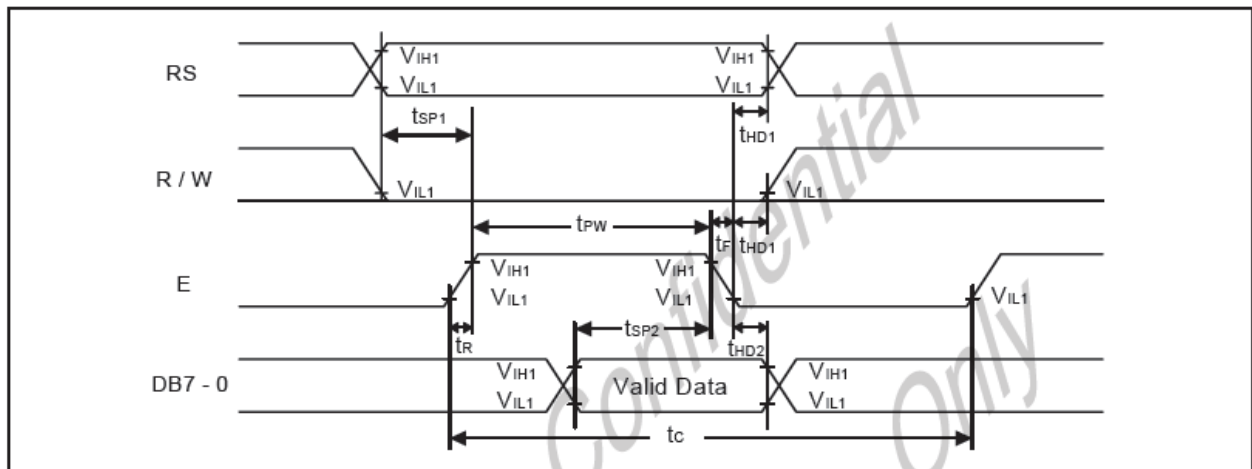 RS
VIH1
VIL1
VIH1
VIL1
tSP1
tHD1
R / W
VIL1
VIL1
tPW
tF
tHD1
E
VIH1
VIL1
VIH1
VIL1
VIL1
tR
tSP2
tHD2
DB7 - 0
VIH1
VIL1
Valid Data
VIH1
VIL1
tC
Confidential
Only